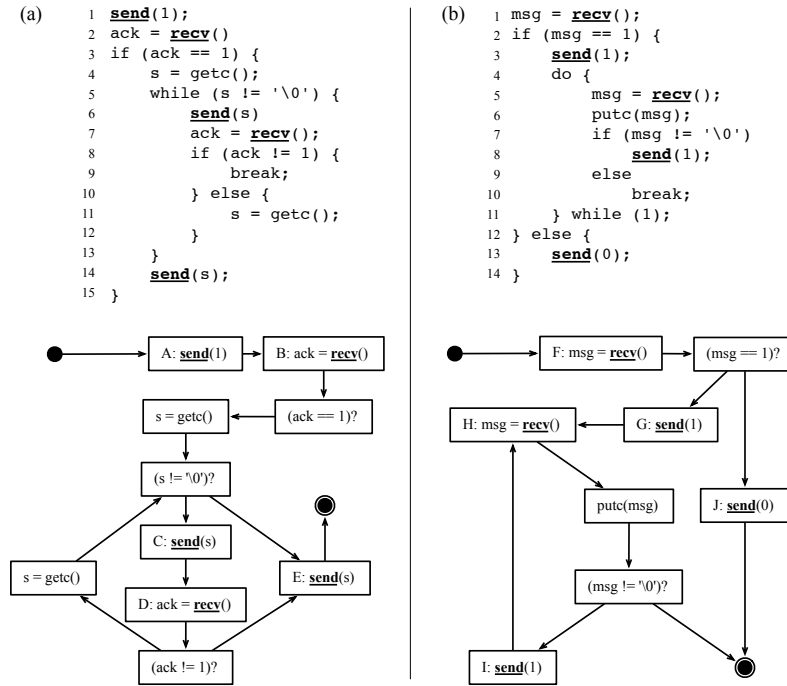 (a)
1 send(1);
2 ack = recv()
3 if (ack == 1) {
4 s = getc();
5 while (s != '\0') {
6 send(s)
7 ack = recv();
8 if (ack != 1) {
9 break;
10 } else {
11 s = getc();
12 }
13 }
14 send(s);
15 }
A: send(1)
B: ack = recv()
s = getc()
(ack == 1)?
(s != '\0')?
C: send(s)
s = getc()
E: send(s)
D: ack = recv()
(ack != 1)?
(b)
1 msg = recv();
2 if (msg == 1) {
3 send(1);
4 do {
5 msg = recv();
6 putc(msg);
7 if (msg != '\0')
8 send(1);
9 else
10 break;
11 } while (1);
12 } else {
13 send(0);
14 }
F: msg = recv()
(msg == 1)?
H: msg = recv()
G: send(1)
putc(msg)
J: send(0)
(msg != '\0')?
I: send(1)